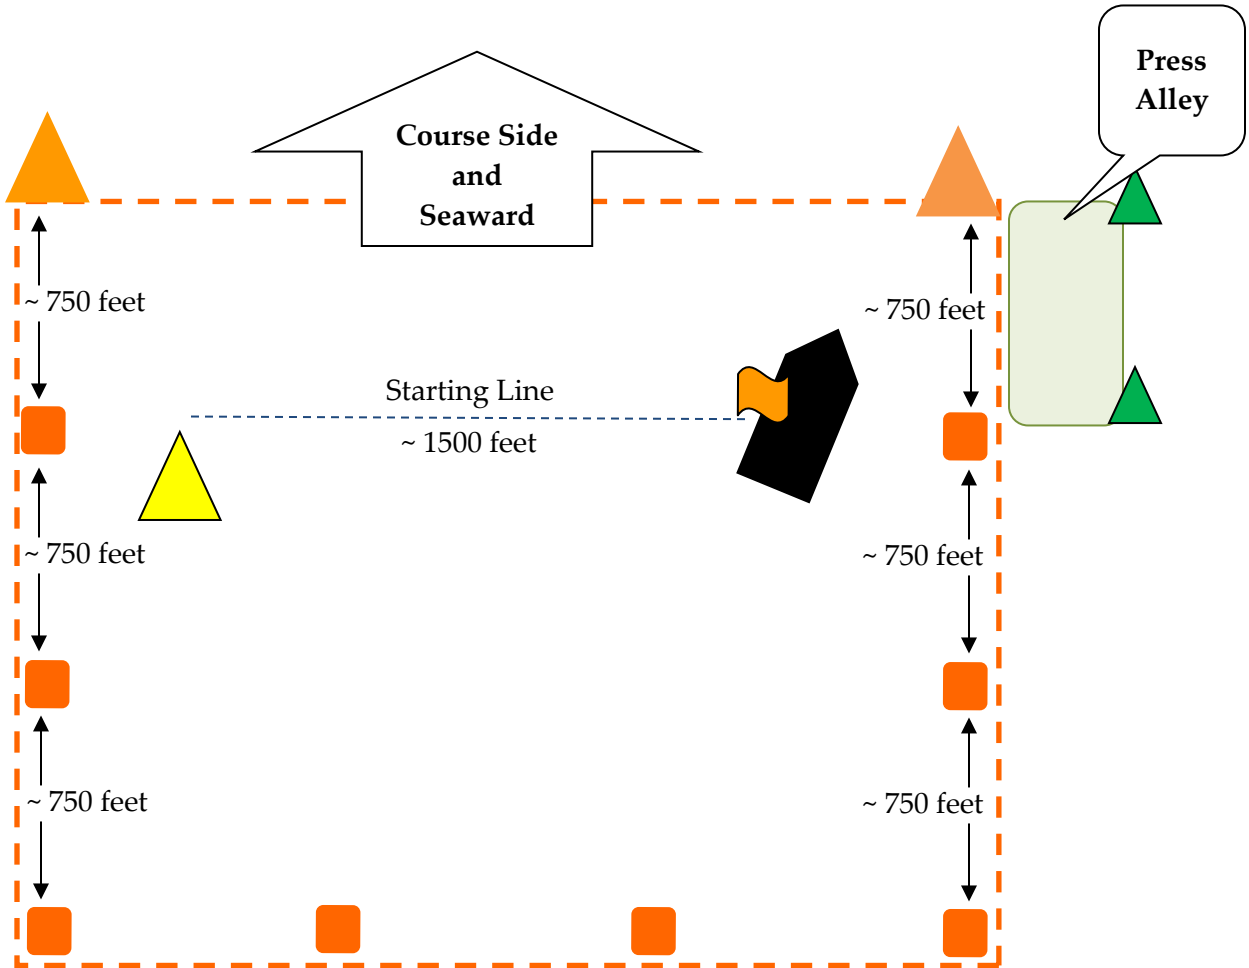 Press
Alley
Course Side
and
Seaward
~ 750 feet
~ 750 feet
Starting Line
~ 1500 feet
~ 750 feet
~ 750 feet
~ 750 feet
~ 750 feet